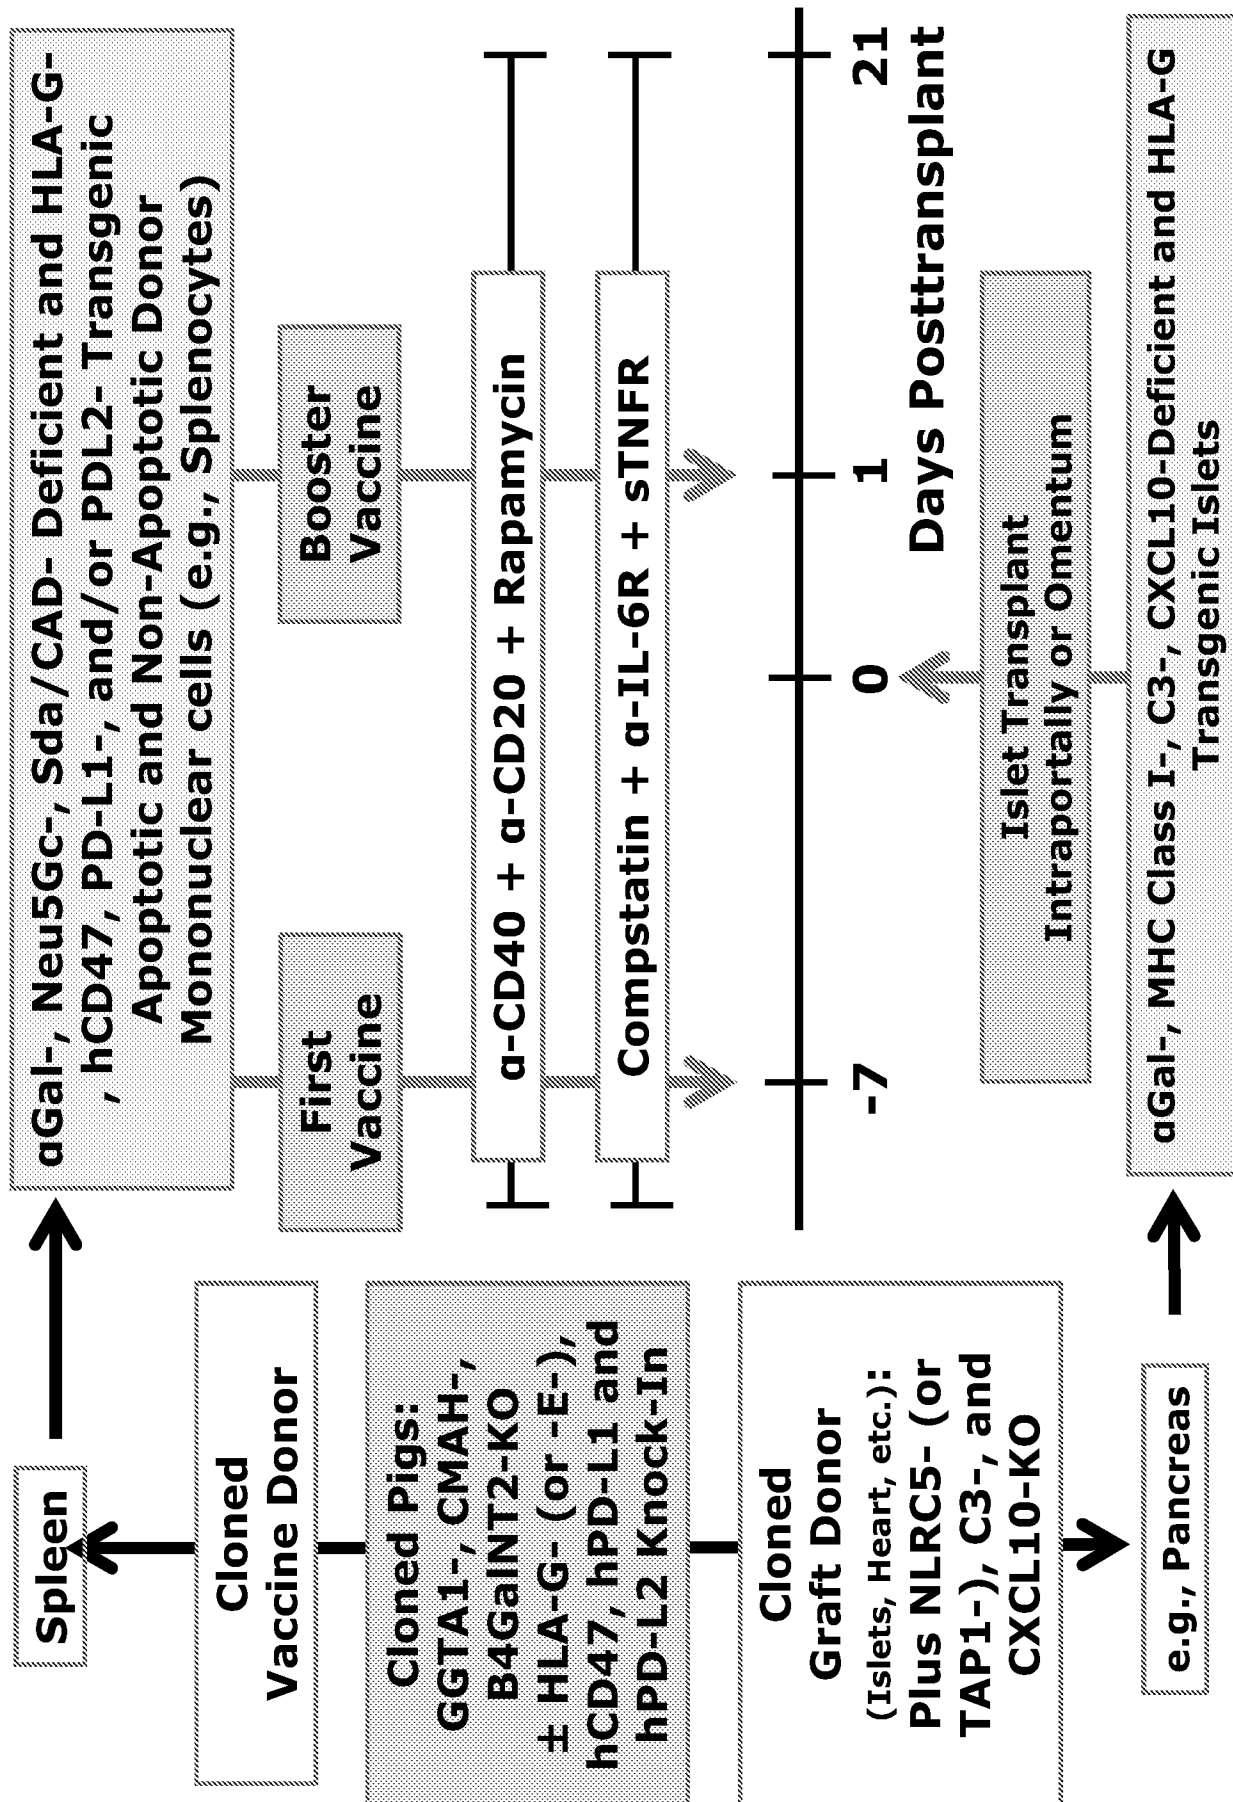 Spleen
αGal-, Neu5Gc-, Sda/CAD- Deficient and HLA-G-
, hCD47, PD-L1-, and/or PDL2- Transgenic
Apoptotic and Non-Apoptotic Donor
Mononuclear cells (e.g., Splenocytes)
Cloned
Vaccine Donor
First
Vaccine
Booster
Vaccine
Cloned Pigs:
GGTA1-, CMAH-,
B4GalNT2-KO
± HLA-G- (or -E-),
hCD47, hPD-L1 and
hPD-L2 Knock-In
α-CD40 + α-CD20 + Rapamycin
Compstatin + α-IL-6R + sTNFR
Cloned
Graft Donor
(Islets, Heart, etc.):
Plus NLRC5- (or
TAP1-), C3-, and
CXCL10-KO
-7
0
1
21
Days Posttransplant
Islet Transplant
Intraportally or Omentum
e.g., Pancreas
αGal-, MHC Class I-, C3-, CXCL10-Deficient and HLA-G
Transgenic Islets